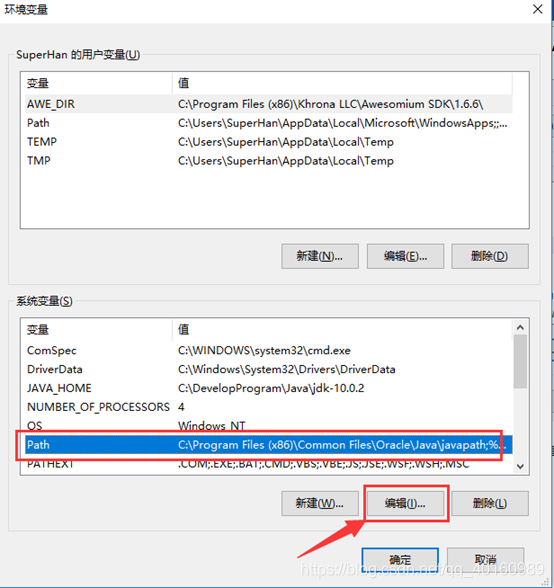 环境变量
SuperHan 的用户变量(U)
变量 值
AWE_DIR C:\Program Files (x86)\Khrona LLC\Awesomium SDK\1.6.6\
Path C:\Users\SuperHan\AppData\Local\Microsoft\WindowsApps;;...
TEMP C:\Users\SuperHan\AppData\Local\Temp
TMP C:\Users\SuperHan\AppData\Local\Temp
新建(N)... 编辑(E)... 删除(D)
系统变量(S)
变量 值
ComSpec C:\WINDOWS\system32\cmd.exe
DriverData C:\Windows\System32\Drivers\DriverData
JAVA_HOME C:\DevelopProgram\Java\jdk-10.0.2
NUMBER_OF_PROCESSORS 4
OS Windows_NT
Path C:\Program Files (x86)\Common Files\Oracle\Java\javapath;%...
PATHEXT .COM;.EXE;.BAT;.CMD;.VBS;.VBE;.JS;.JSE;.WSF;.WSH;.MSC
新建(W)... 编辑(I)... 删除(L)
确定 取消
https://blog.csdn.net/qq_40160989